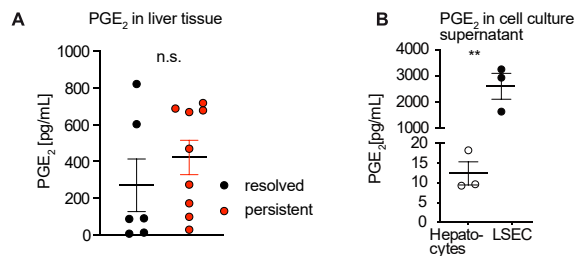 A
PGE2 in liver tissue
n.s.
PGE2 [pg/mL]
1000
800
600
400
200
0
resolved
persistent
B
PGE2 in cell culture
supernatant
**
PGE2[pg/mL]
4000
3000
2000
1000
20
15
10
5
0
Hepato-
cytes
LSEC